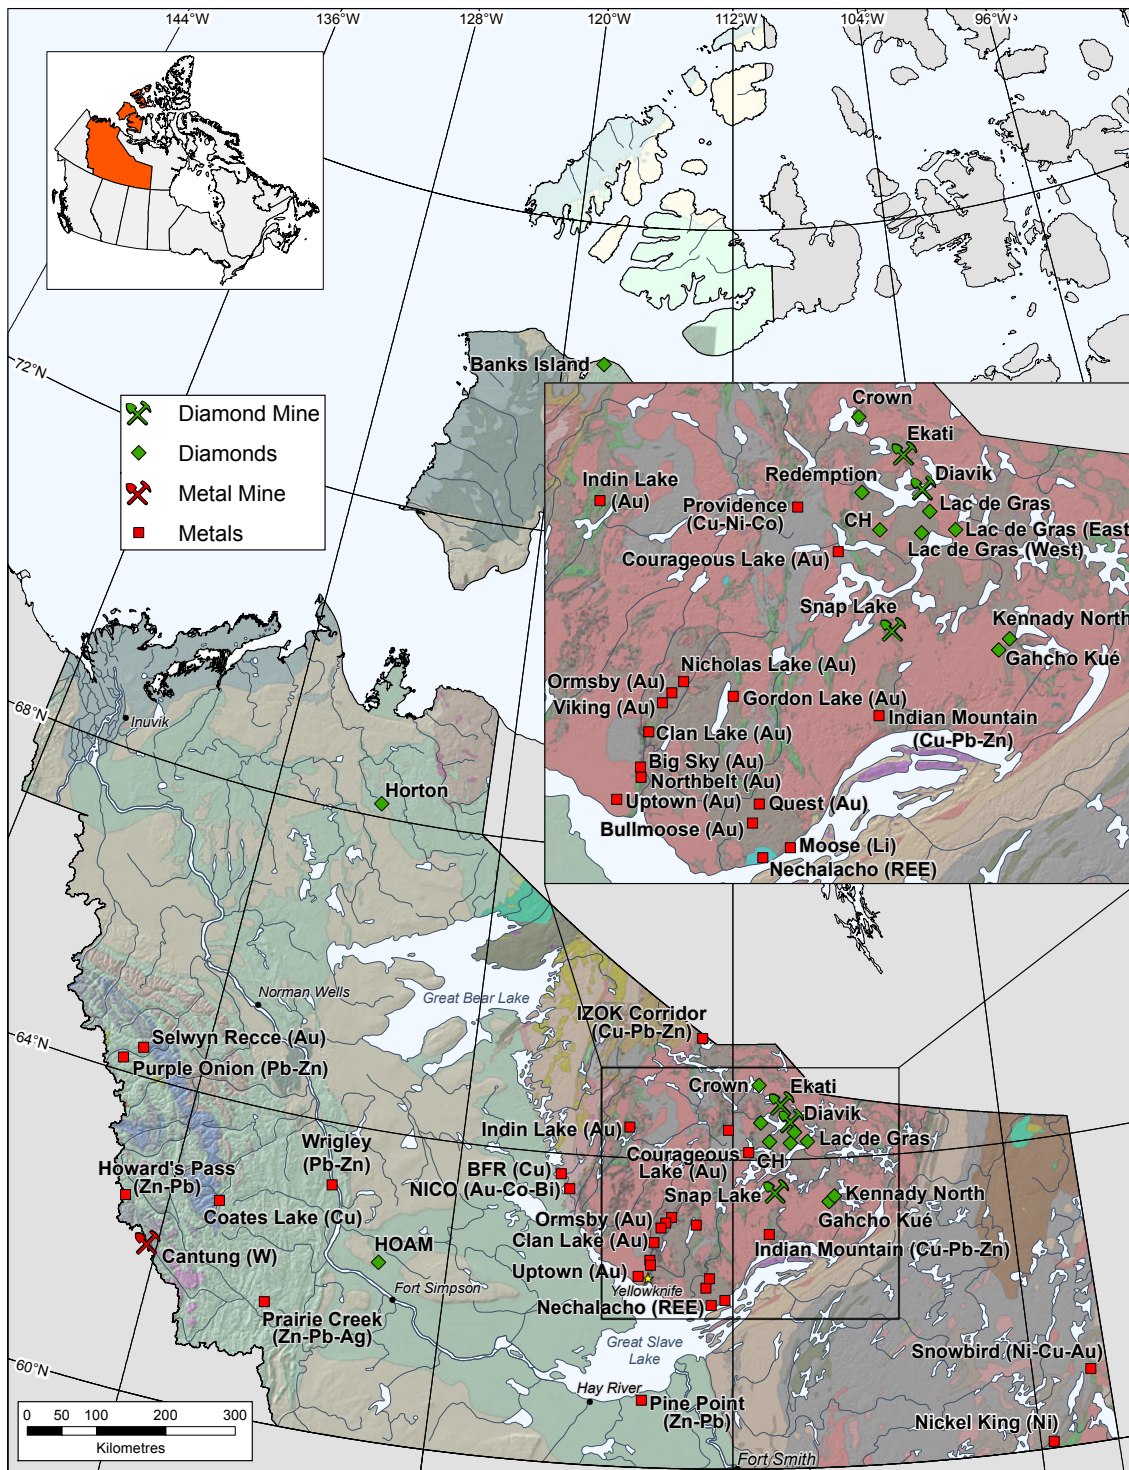 144°W
136°W
128°W
120°W
112°W
104°W
96°W
72°N
68°N
64°N
60°N
Diamond Mine
Diamonds
Metal Mine
Metals
Banks Island
Crown
Ekati
Diavik
Redemption
Indin Lake
(Au)
Providence
(Cu-Ni-Co)
Lac de Gras
CH
Lac de Gras (East
Lac de Gras (West)
Courageous Lake (Au)
Snap Lake
Kennady North
Gahcho Kué
Nicholas Lake (Au)
Ormsby (Au)
Viking (Au)
Gordon Lake (Au)
Indian Mountain
(Cu-Pb-Zn)
Clan Lake (Au)
Big Sky (Au)
Northbelt (Au)
Uptown (Au)
Quest (Au)
Bullmoose (Au)
Moose (Li)
Nechalacho (REE)
Inuvik
Horton
Norman Wells
Great Bear Lake
IZOK Corridor
(Cu-Pb-Zn)
Selwyn Recce (Au)
Purple Onion (Pb-Zn)
Crown
Ekati
Diavik
Indin Lake (Au)
Lac de Gras
Courageous
Lake (Au)
CH
Wrigley
(Pb-Zn)
Howard's Pass
(Zn-Pb)
BFR (Cu)
NICO (Au-Co-Bi)
Snap Lake
Kennady North
Gahcho Kué
Coates Lake (Cu)
Ormsby (Au)
Clan Lake (Au)
Indian Mountain (Cu-Pb-Zn)
Cantung (W)
HOAM
Uptown (Au)
Yellowknife
Fort Simpson
Nechalacho (REE)
Prairie Creek
(Zn-Pb-Ag)
Great Slave
Lake
Snowbird (Ni-Cu-Au)
Hay River
Pine Point
(Zn-Pb)
Nickel King (Ni)
Fort Smith
0 50 100 200 300
Kilometres